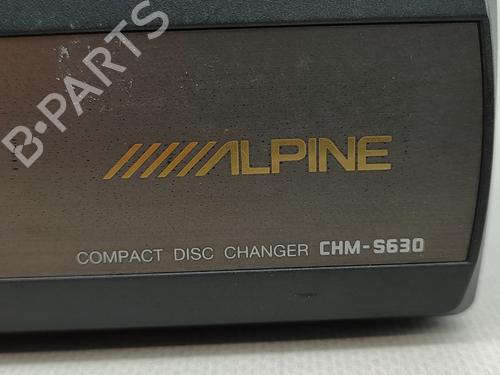 B-PARTS
ALPINE
COMPACT DISC CHANGER CHM-S630